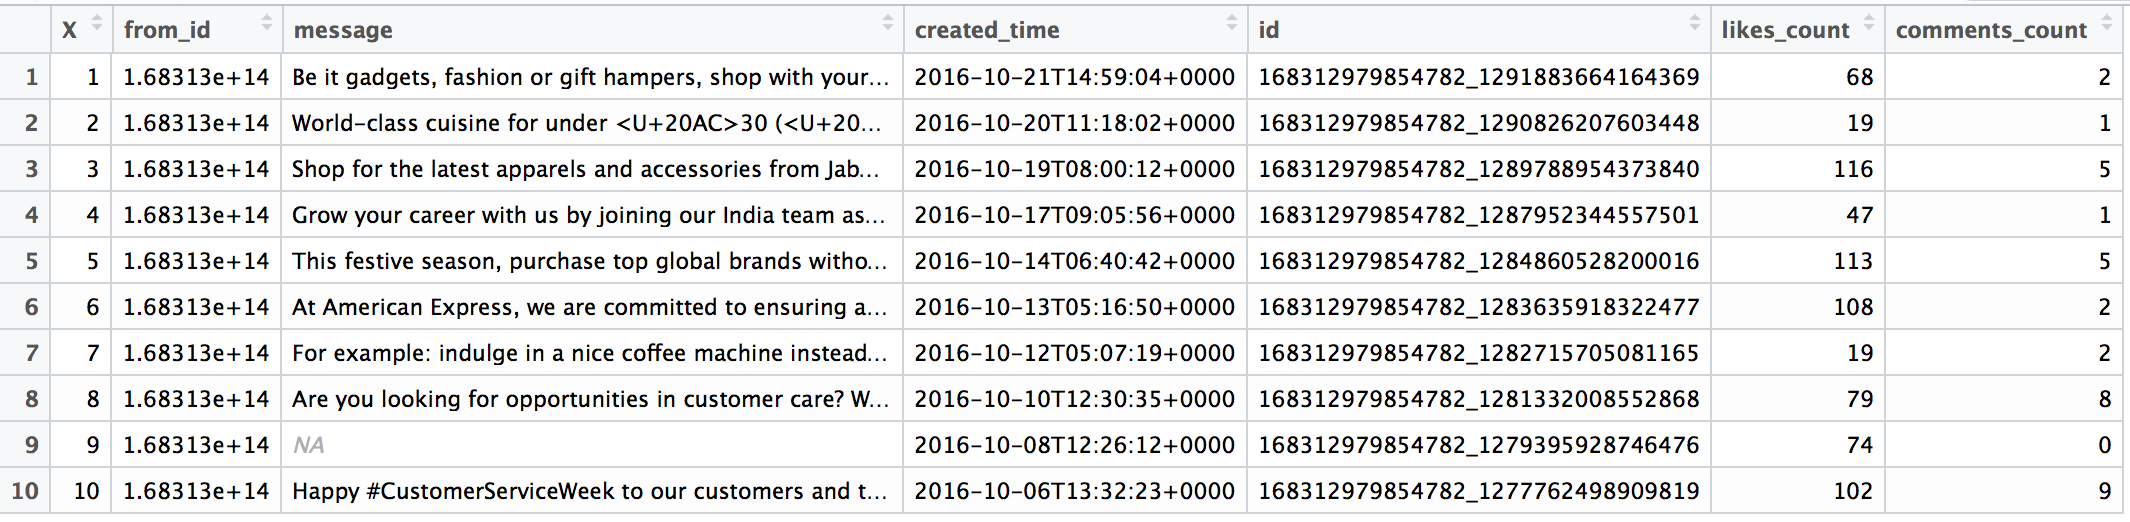 X from_id message created_time id likes_count comments_count
1 1 1.68313e+14 Be it gadgets, fashion or gift hampers, shop with your... 2016-10-21T14:59:04+0000 168312979854782_1291883664164369 68 2
2 2 1.68313e+14 World-class cuisine for under <U+20AC>30 (<U+20... 2016-10-20T11:18:02+0000 168312979854782_1290826207603448 19 1
3 3 1.68313e+14 Shop for the latest apparels and accessories from Jab... 2016-10-19T08:00:12+0000 168312979854782_1289788954373840 116 5
4 4 1.68313e+14 Grow your career with us by joining our India team as... 2016-10-17T09:05:56+0000 168312979854782_1287952344557501 47 1
5 5 1.68313e+14 This festive season, purchase top global brands witho... 2016-10-14T06:40:42+0000 168312979854782_1284860528200016 113 5
6 6 1.68313e+14 At American Express, we are committed to ensuring a... 2016-10-13T05:16:50+0000 168312979854782_1283635918322477 108 2
7 7 1.68313e+14 For example: indulge in a nice coffee machine instead... 2016-10-12T05:07:19+0000 168312979854782_1282715705081165 19 2
8 8 1.68313e+14 Are you looking for opportunities in customer care? W... 2016-10-10T12:30:35+0000 168312979854782_1281332008552868 79 8
9 9 1.68313e+14 NA 2016-10-08T12:26:12+0000 168312979854782_1279395928746476 74 0
10 10 1.68313e+14 Happy #CustomerServiceWeek to our customers and t... 2016-10-06T13:32:23+0000 168312979854782_1277762498909819 102 9